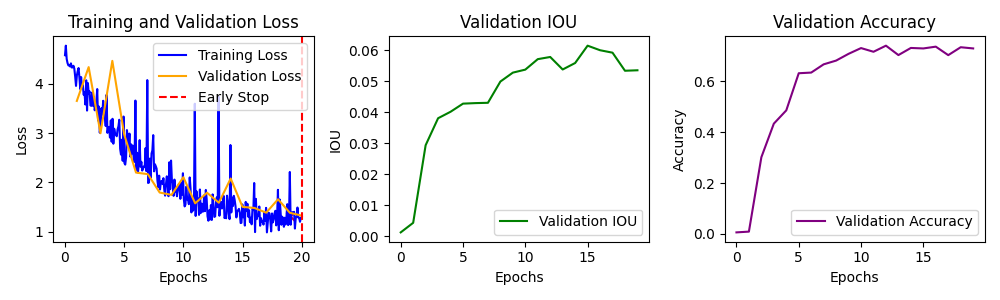 Training and Validation Loss
Loss
4
3
2
1
Training Loss
Validation Loss
Early Stop
0 5 10 15 20
Epochs
Validation IOU
IOU
0.06
0.05
0.04
0.03
0.02
0.01
0.00
Validation IOU
0 5 10 15
Epochs
Validation Accuracy
Accuracy
0.6
0.4
0.2
0.0
Validation Accuracy
0 5 10 15
Epochs